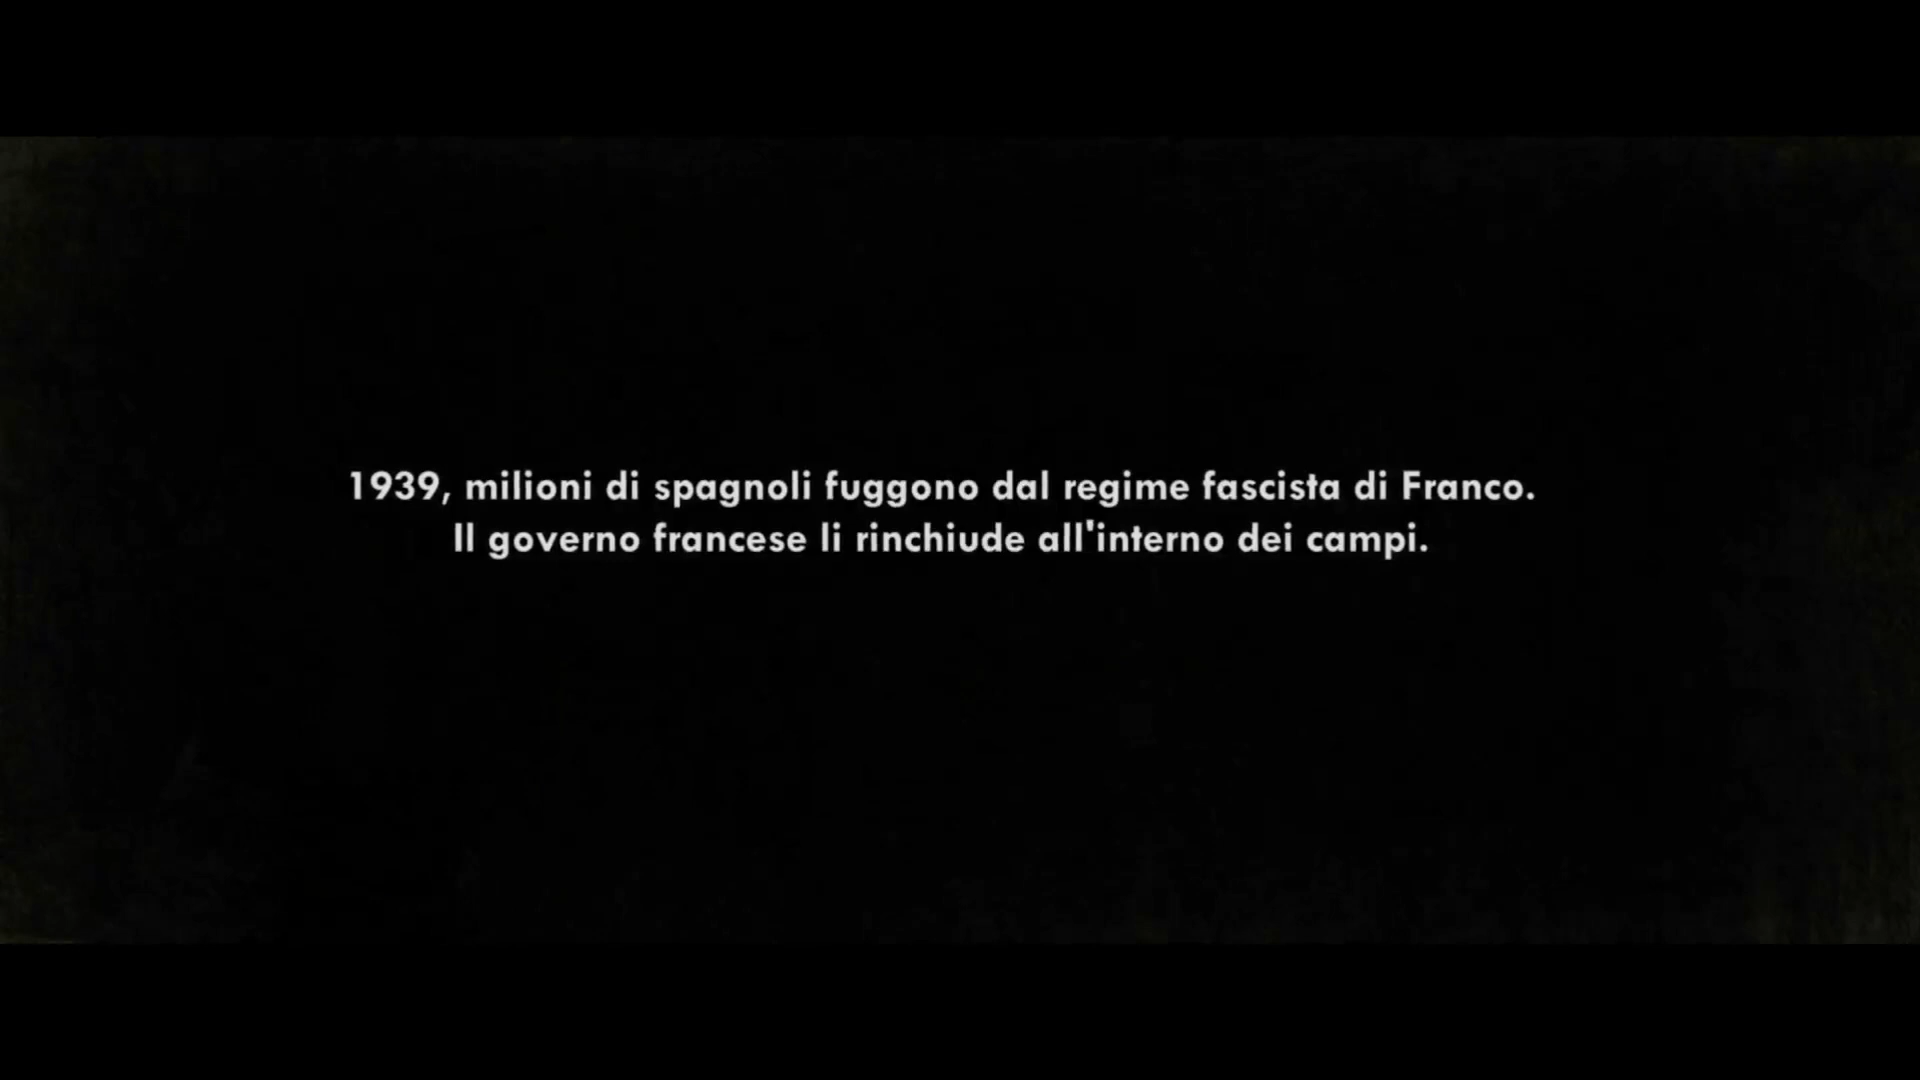 1939, milioni di spagnoli fuggono dal regime fascista di Franco.
Il governo francese li rinchiude all'interno dei campi.